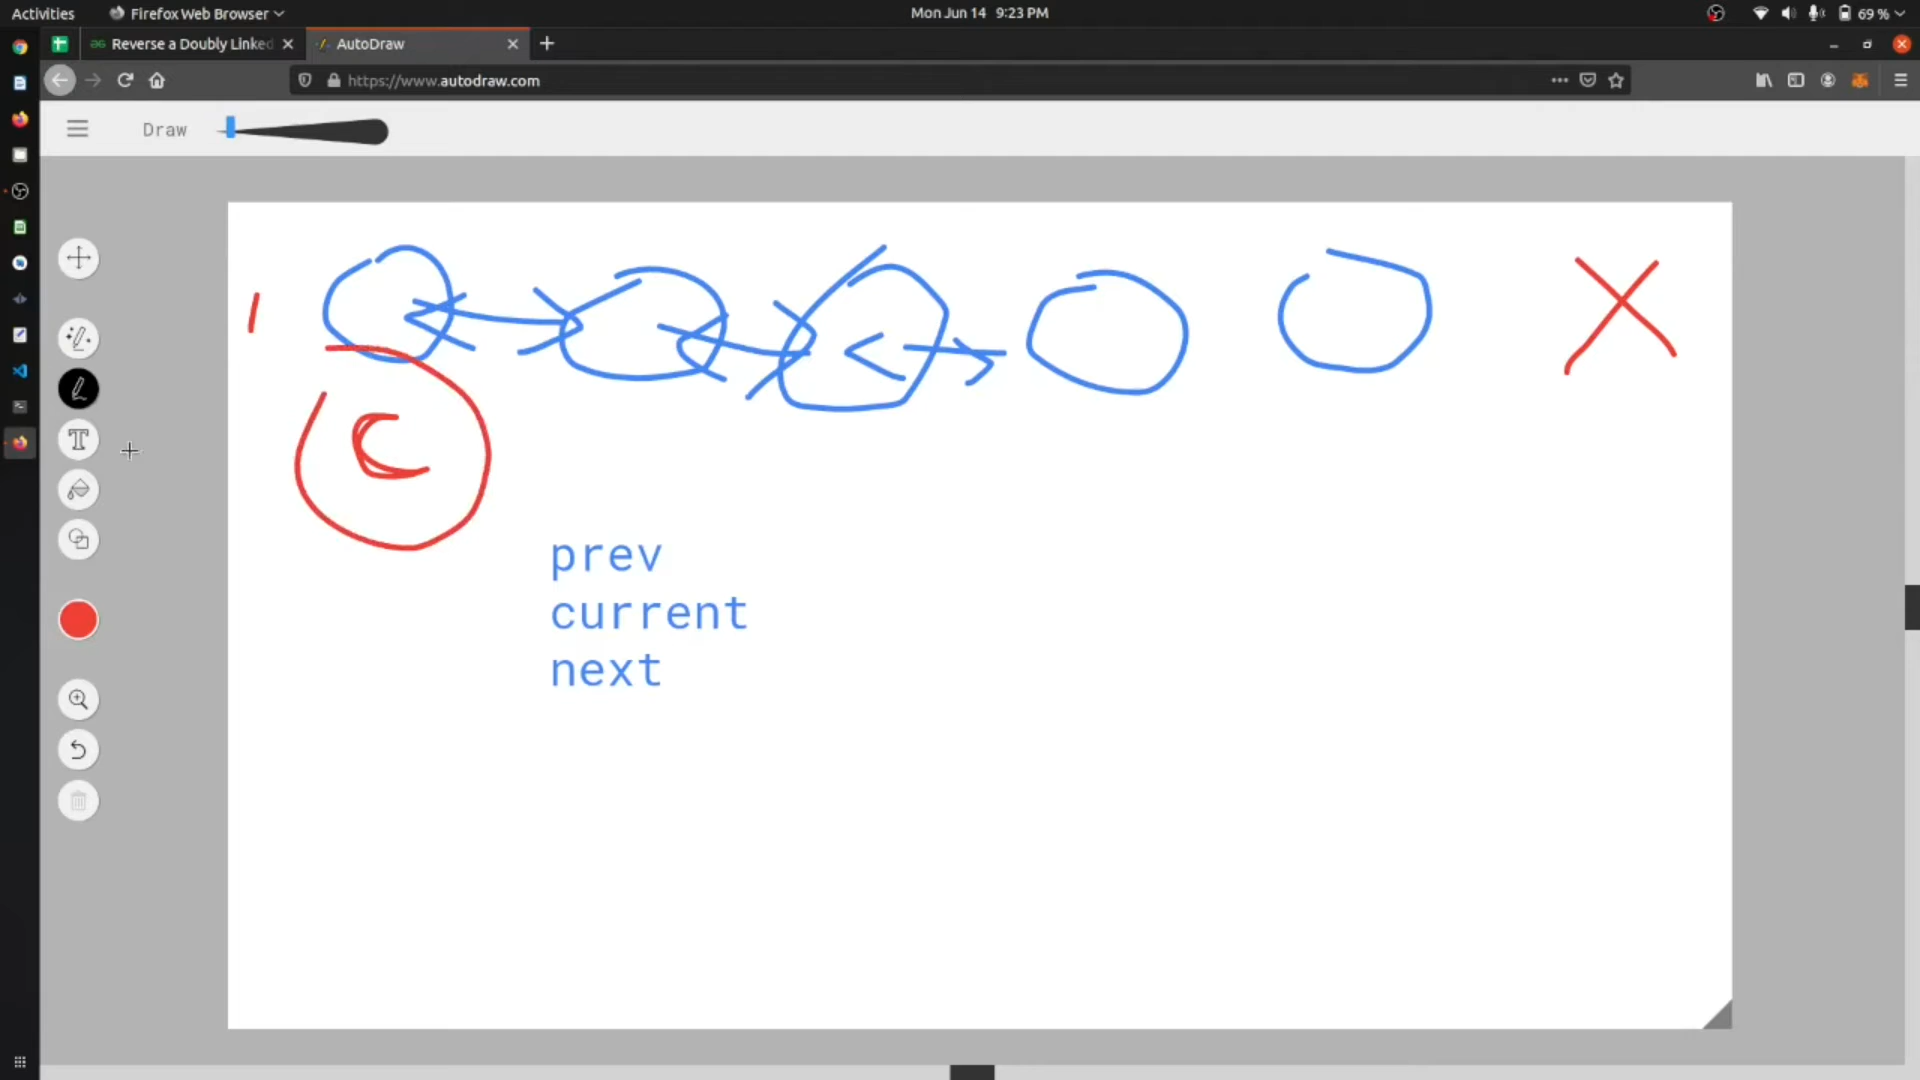 Activities Firefox Web Browser Mon Jun 14 9:23 PM 69 %
Reverse a Doubly Linked AutoDraw
https://www.autodraw.com
Draw
C
prev
current
next